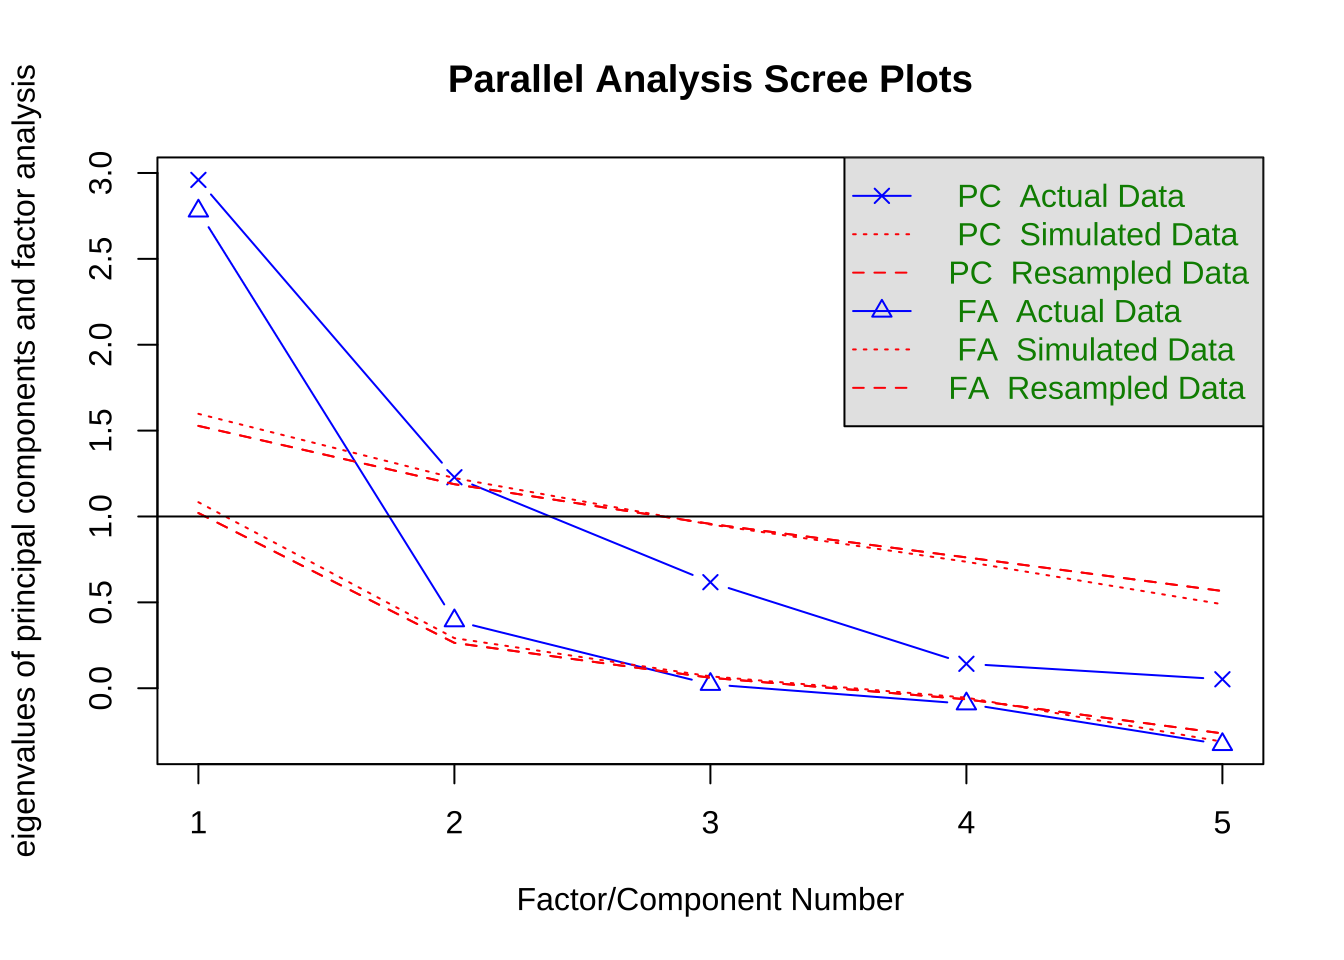 Parallel Analysis Scree Plots
eigenvalues of principal components and factor analysis
3.0
2.5
2.0
1.5
1.0
0.5
0.0
PC Actual Data
PC Simulated Data
PC Resampled Data
FA Actual Data
FA Simulated Data
FA Resampled Data
1 2 3 4 5
Factor/Component Number